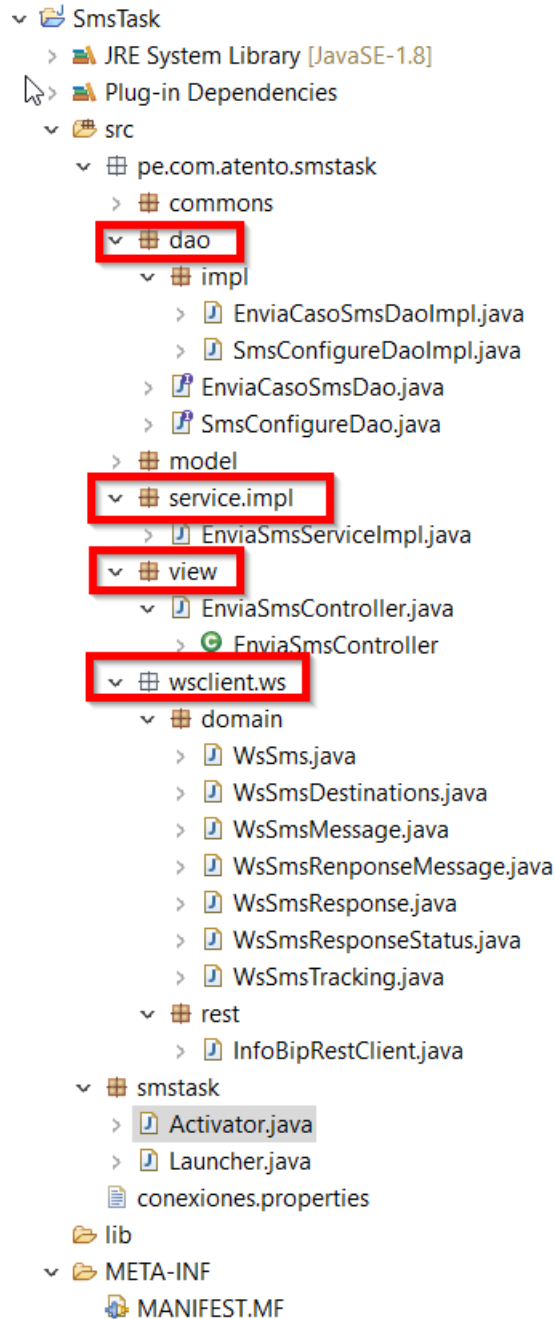 SmsTask
JRE System Library [JavaSE-1.8]
Plug-in Dependencies
src
pe.com.atento.smstask
commons
dao
impl
EnviaCasoSmsDaoImpl.java
SmsConfigureDaoImpl.java
EnviaCasoSmsDao.java
SmsConfigureDao.java
model
service.impl
EnviaSmsServiceImpl.java
view
EnviaSmsController.java
EnviaSmsController
wsclient.ws
domain
WsSms.java
WsSmsDestinations.java
WsSmsMessage.java
WsSmsRenponseMessage.java
WsSmsResponse.java
WsSmsResponseStatus.java
WsSmsTracking.java
rest
InfoBipRestClient.java
smstask
Activator.java
Launcher.java
conexiones.properties
lib
META-INF
MANIFEST.MF